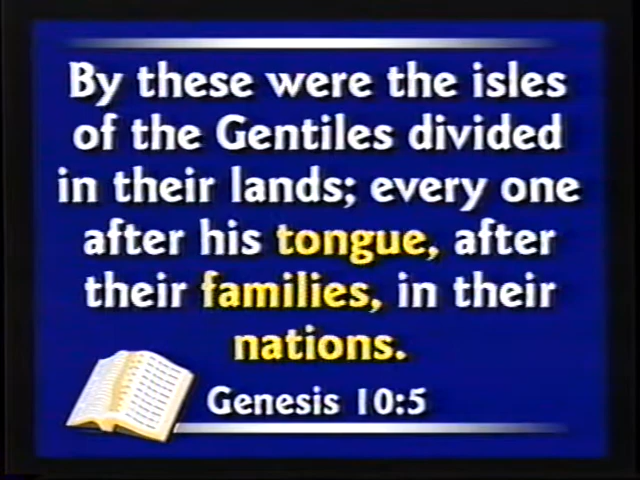 By these were the isles
of the Gentiles divided
in their lands; every one
after his tongue, after
their families, in their
nations.
Genesis 10:5